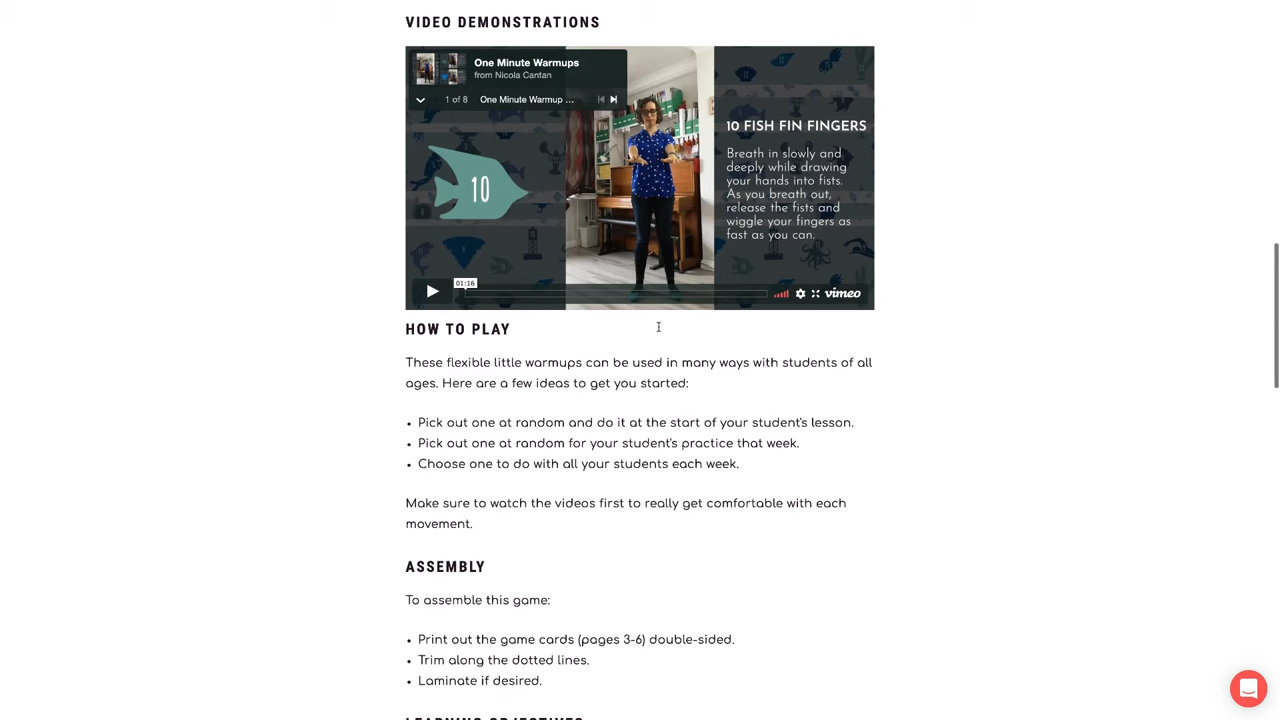 VIDEO DEMONSTRATIONS
One Minute Warmups
from Nicola Cantan
1 of 8 One Minute Warmup ...
10
10 FISH FIN FINGERS
Breath in slowly and
deeply while drawing
your hands into fists.
As you breath out,
release the fists and
wiggle your fingers as
fast as you can.
01:16
vimeo
HOW TO PLAY
These flexible little warmups can be used in many ways with students of all
ages. Here are a few ideas to get you started:
• Pick out one at random and do it at the start of your student's lesson.
• Pick out one at random for your student's practice that week.
• Choose one to do with all your students each week.
Make sure to watch the videos first to really get comfortable with each
movement.
ASSEMBLY
To assemble this game:
• Print out the game cards (pages 3-6) double-sided.
• Trim along the dotted lines.
• Laminate if desired.
LEARNING OBJECTIVES